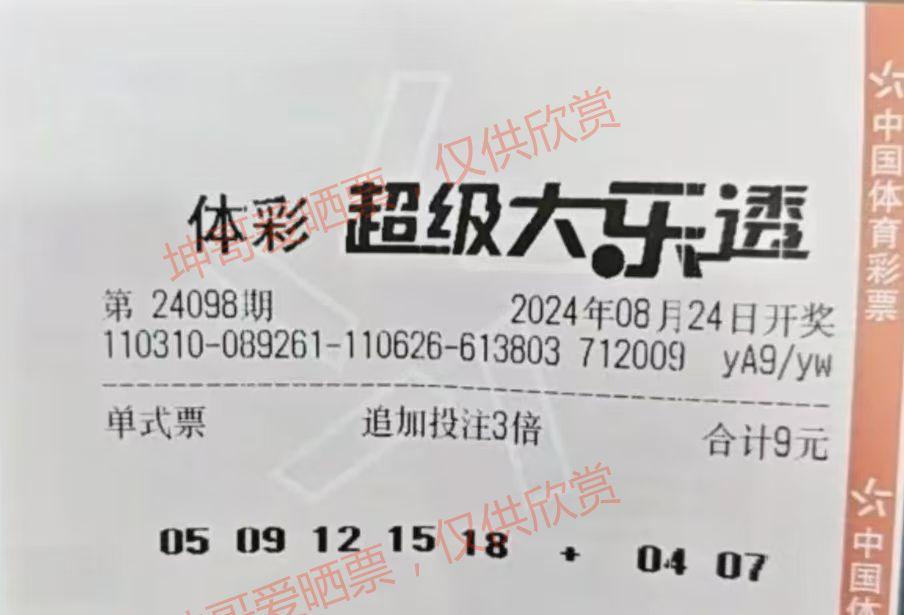 体彩 超级大乐透
坤哥爱晒票，仅供欣赏
第 24098期 2024年08月24日开奖
110310-089261-110626-613803 712009 yA9/yw
单式票 追加投注3倍 合计9元
05 09 12 15 18 + 04 07
坤哥爱晒票，仅供欣赏
中国体育彩票
中国体